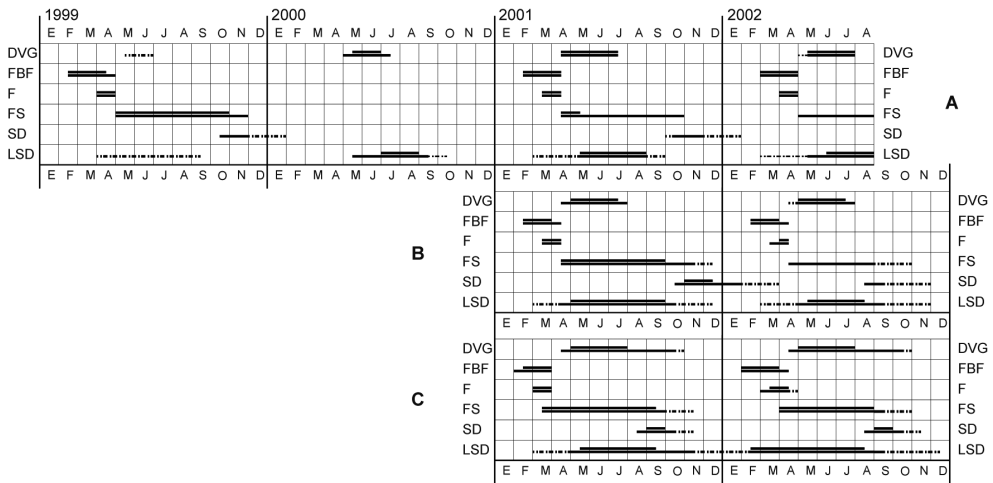 1999 2000 2001 2002
E F M A M J J A S O N D E F M A M J J A S O N D E F M A M J J A S O N D E F M A M J J A
DVG DVG
FBF FBF
F F
FS FS A
SD SD
LSD LSD
E F M A M J J A S O N D E F M A M J J A S O N D E F M A M J J A S O N D E F M A M J J A
DVG DVG
FBF FBF
B F F
FS FS
SD SD
LSD LSD
E F M A M J J A S O N D E F M A M J J A S O N D
DVG DVG
FBF FBF
C F F
FS FS
SD SD
LSD LSD
E F M A M J J A S O N D E F M A M J J A S O N D